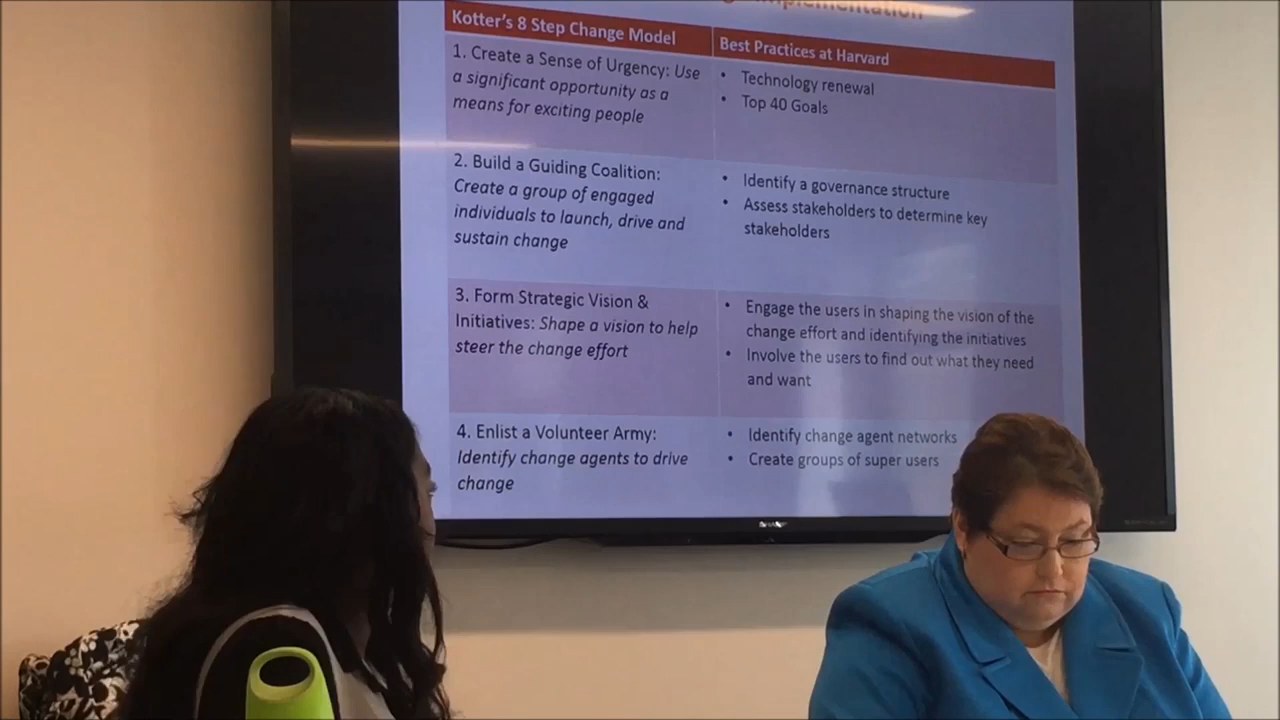 Implementation
Kotter's 8 Step Change Model
Best Practices at Harvard
1. Create a Sense of Urgency: Use
a significant opportunity as a
means for exciting people
• Technology renewal
• Top 40 Goals
2. Build a Guiding Coalition:
Create a group of engaged
individuals to launch, drive and
sustain change
• Identify a governance structure
• Assess stakeholders to determine key
stakeholders
3. Form Strategic Vision &
Initiatives: Shape a vision to help
steer the change effort
• Engage the users in shaping the vision of the
change effort and identifying the initiatives
• Involve the users to find out what they need
and want
4. Enlist a Volunteer Army:
Identify change agents to drive
change
• Identify change agent networks
• Create groups of super users
SHARP